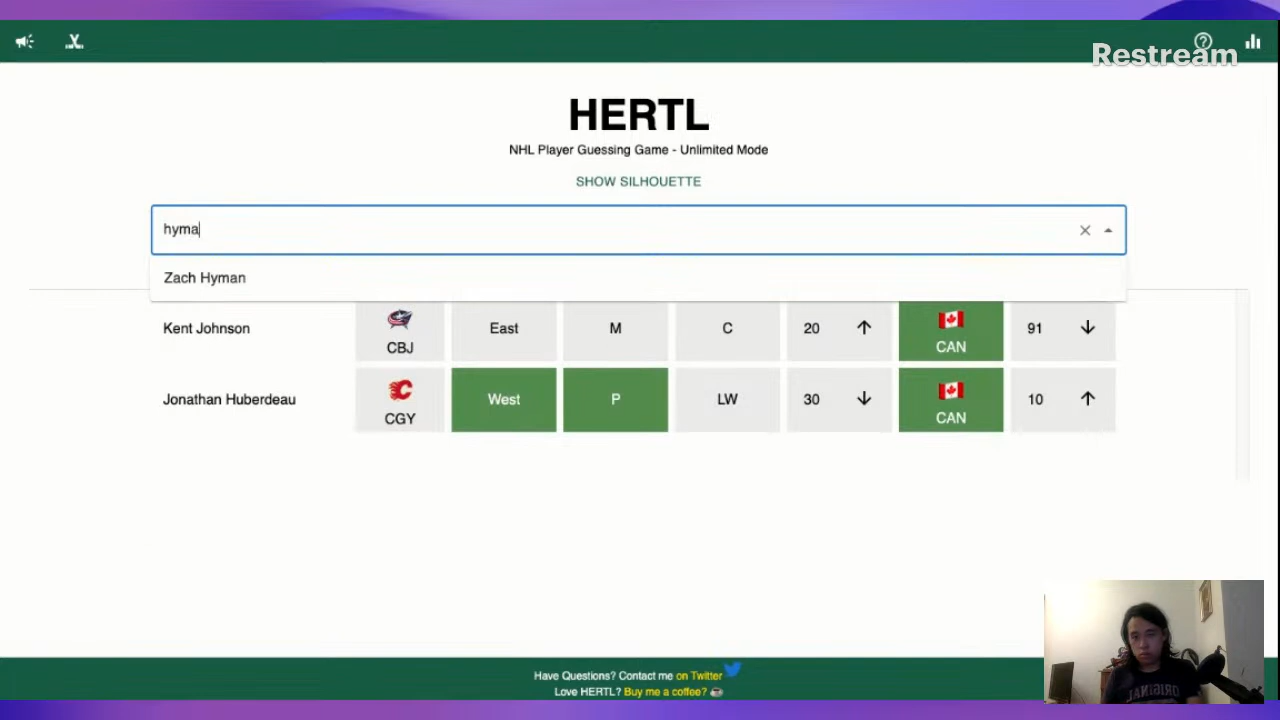 Restream
HERTL
NHL Player Guessing Game - Unlimited Mode
SHOW SILHOUETTE
hyma
Zach Hyman
Kent Johnson CBJ East M C 20 CAN 91
Jonathan Huberdeau CGY West P LW 30 CAN 10
Have Questions? Contact me on Twitter
Love HERTL? Buy me a coffee?
ORIGINAL